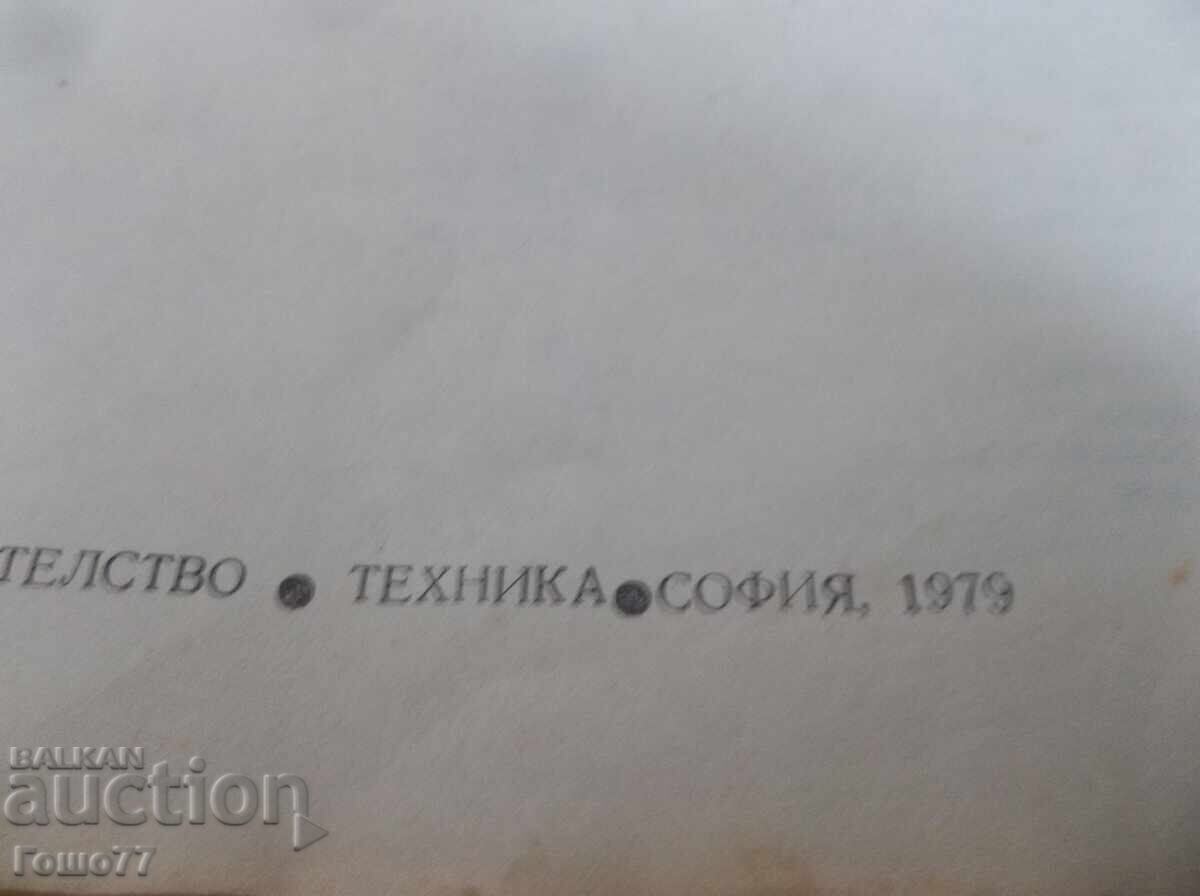 ТЕЛСТВО ● ТЕХНИКА ● СОФИЯ, 1979
BALKAN
auction
Гошо77